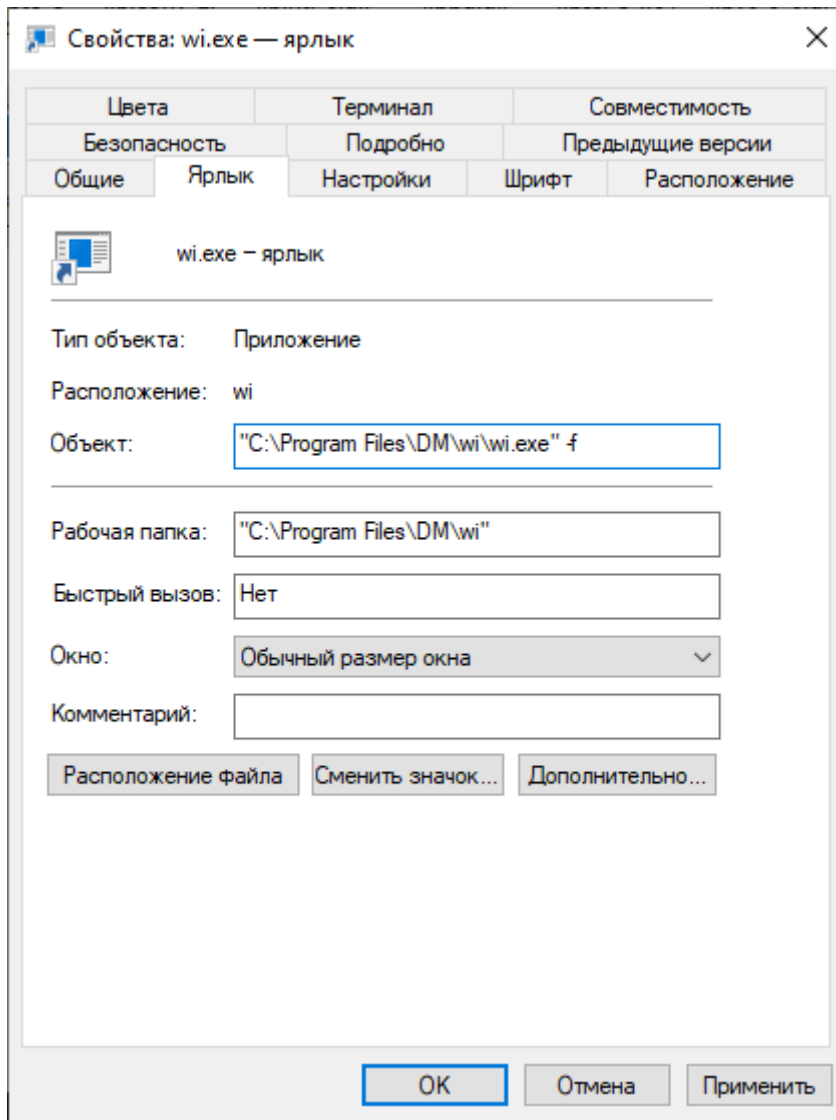 Свойства: wi.exe — ярлык
Цвета Терминал Совместимость
Безопасность Подробно Предыдущие версии
Общие Ярлык Настройки Шрифт Расположение
wi.exe – ярлык
Тип объекта: Приложение
Расположение: wi
Объект: "C:\Program Files\DM\wi\wi.exe" -f
Рабочая папка: "C:\Program Files\DM\wi"
Быстрый вызов: Нет
Окно: Обычный размер окна
Комментарий:
Расположение файла Сменить значок... Дополнительно...
OK Отмена Применить